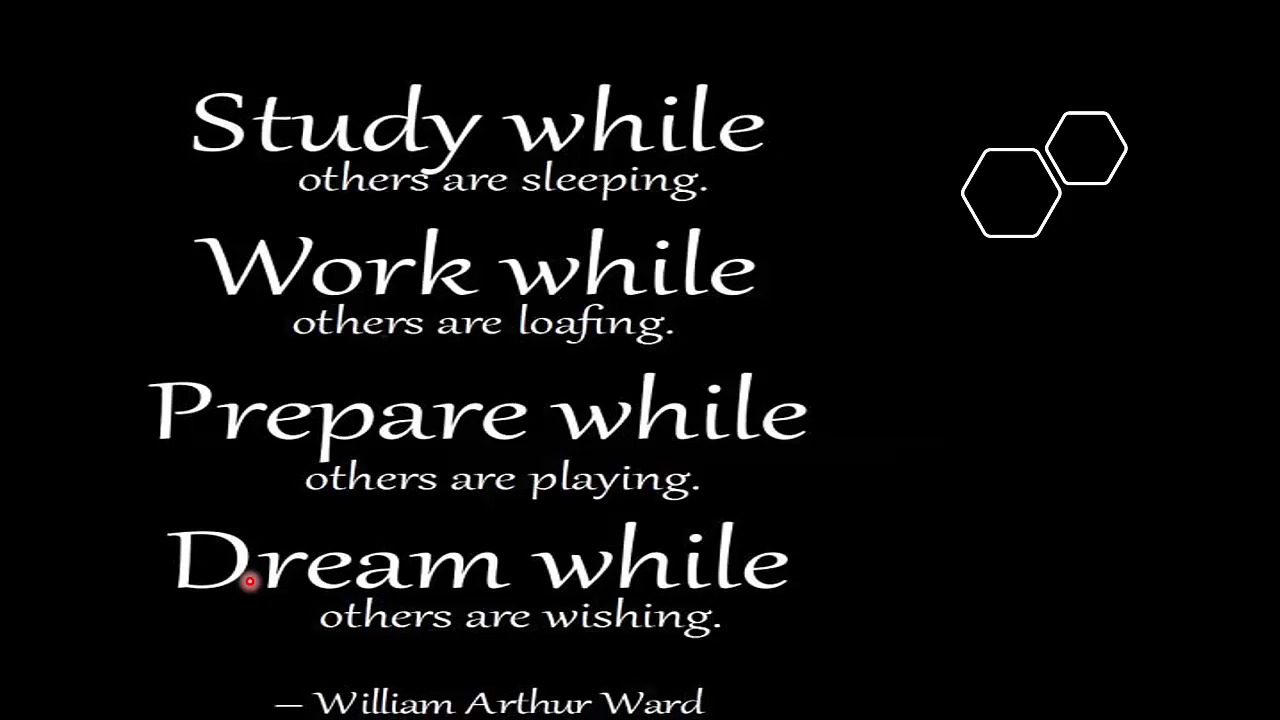 Study while
others are sleeping.
Work while
others are loafing.
Prepare while
others are playing.
Dream while
others are wishing.
– William Arthur Ward